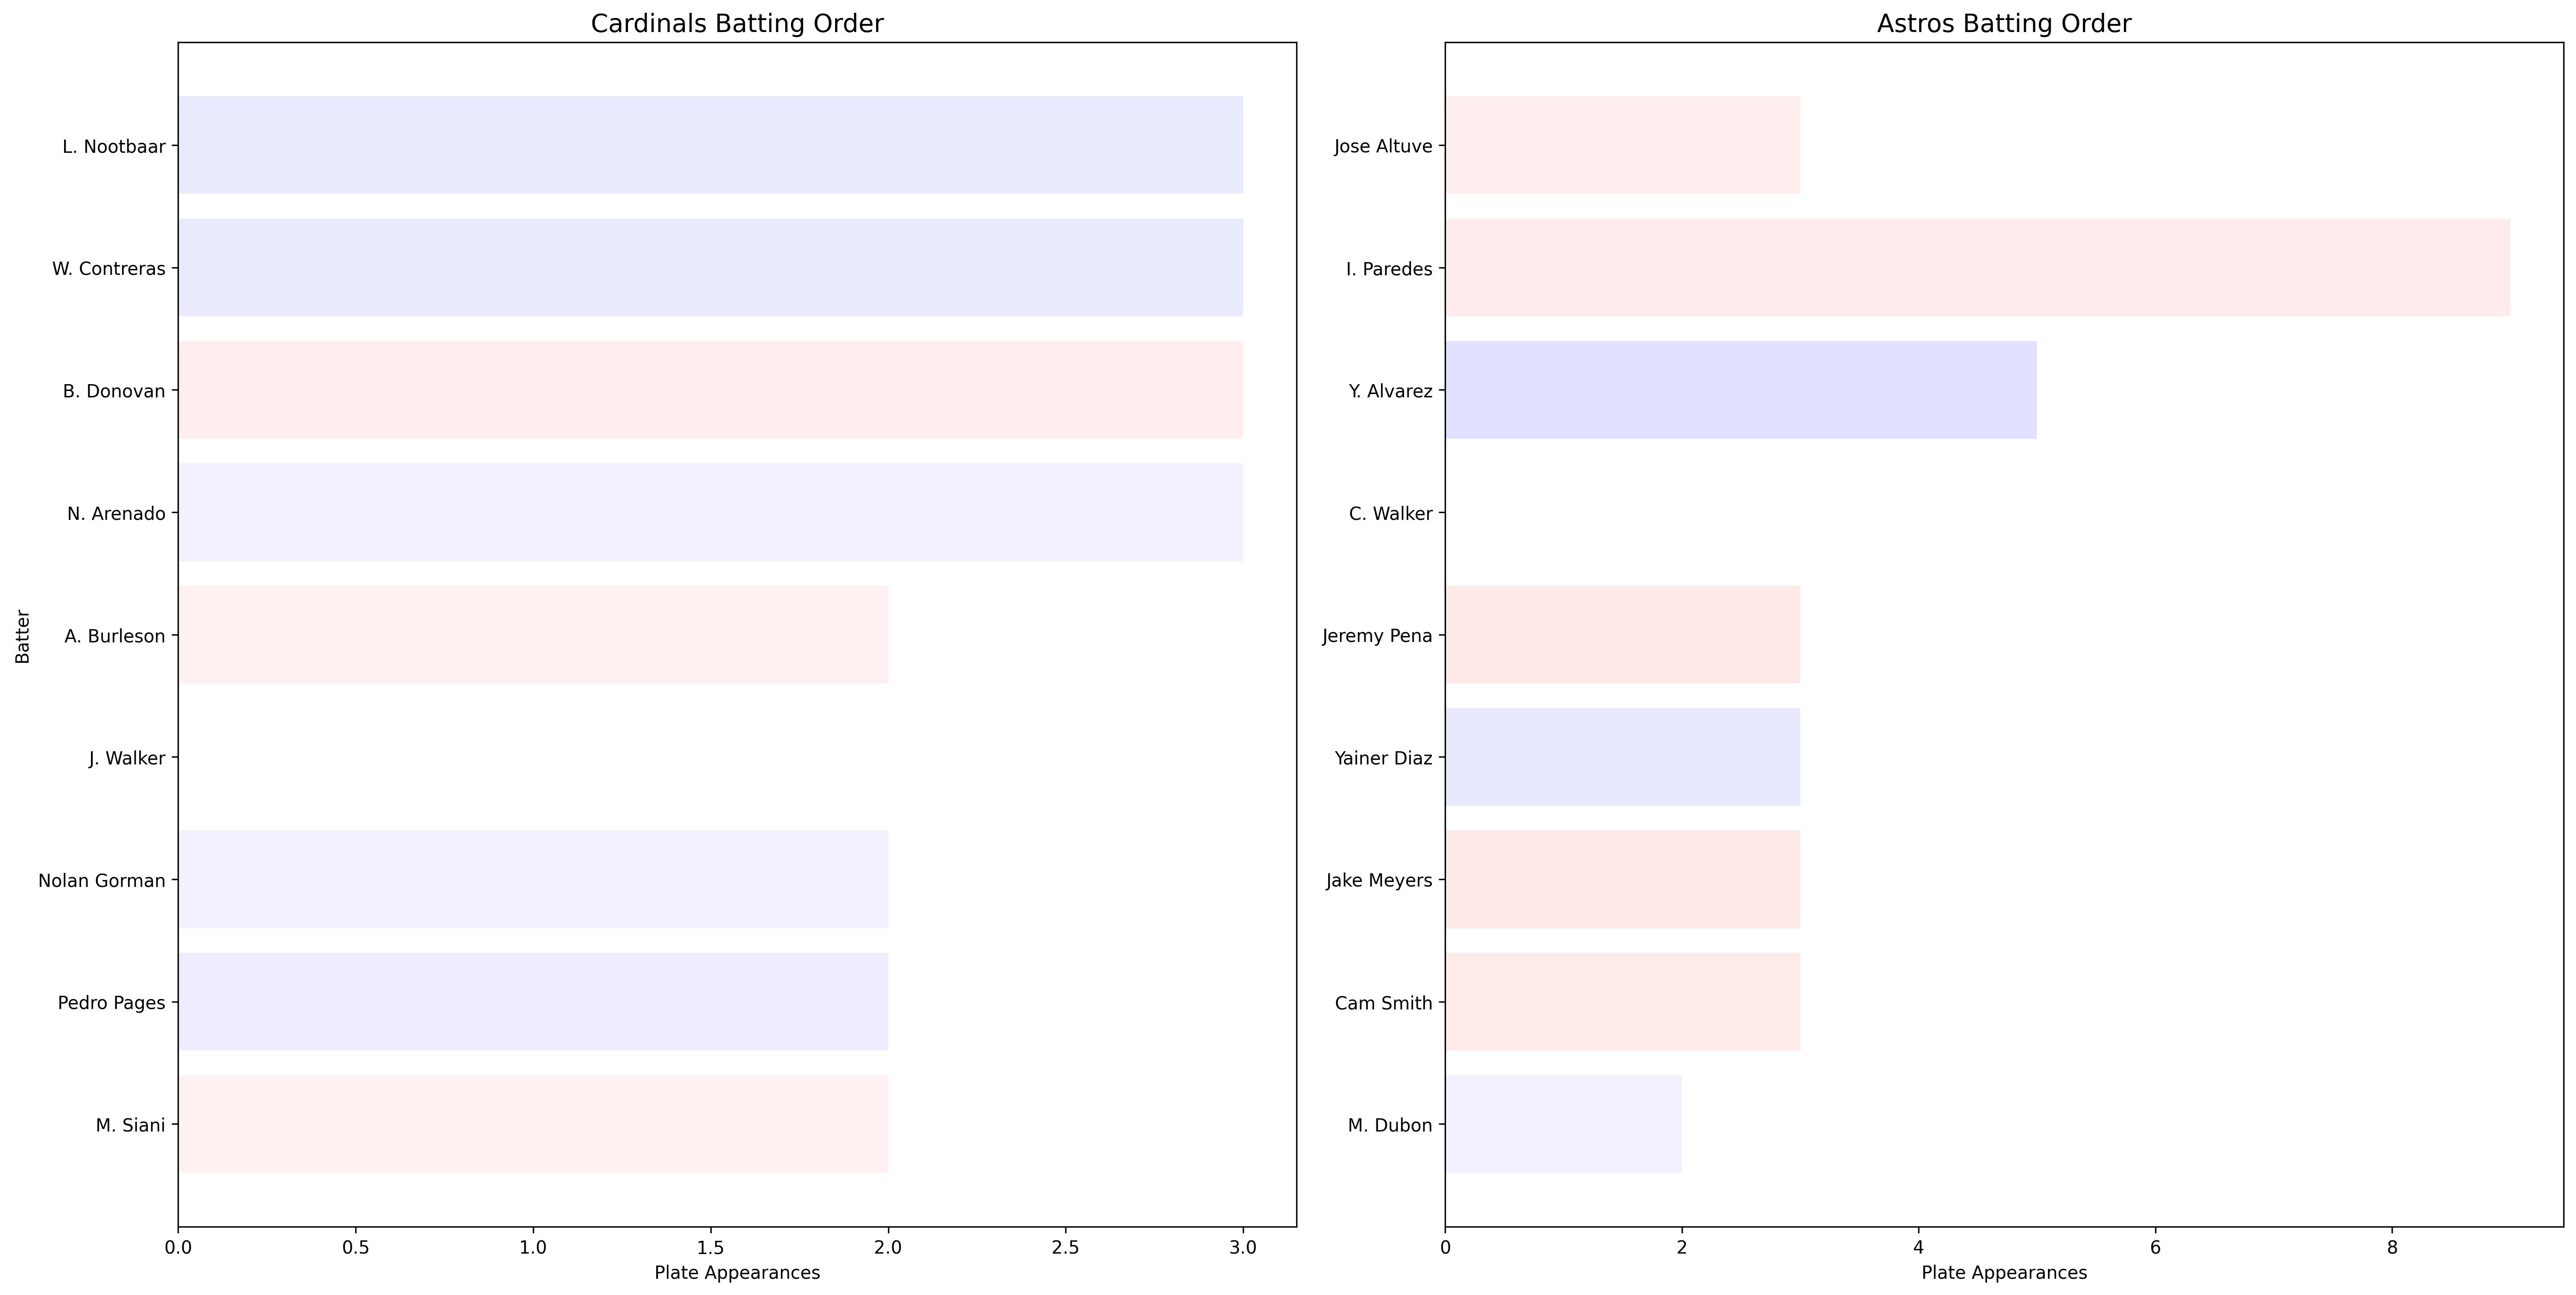 Cardinals Batting Order
Batter
L. Nootbaar
W. Contreras
B. Donovan
N. Arenado
A. Burleson
J. Walker
Nolan Gorman
Pedro Pages
M. Siani
0.0 0.5 1.0 1.5 2.0 2.5 3.0
Plate Appearances
Astros Batting Order
Jose Altuve
I. Paredes
Y. Alvarez
C. Walker
Jeremy Pena
Yainer Diaz
Jake Meyers
Cam Smith
M. Dubon
0 2 4 6 8
Plate Appearances